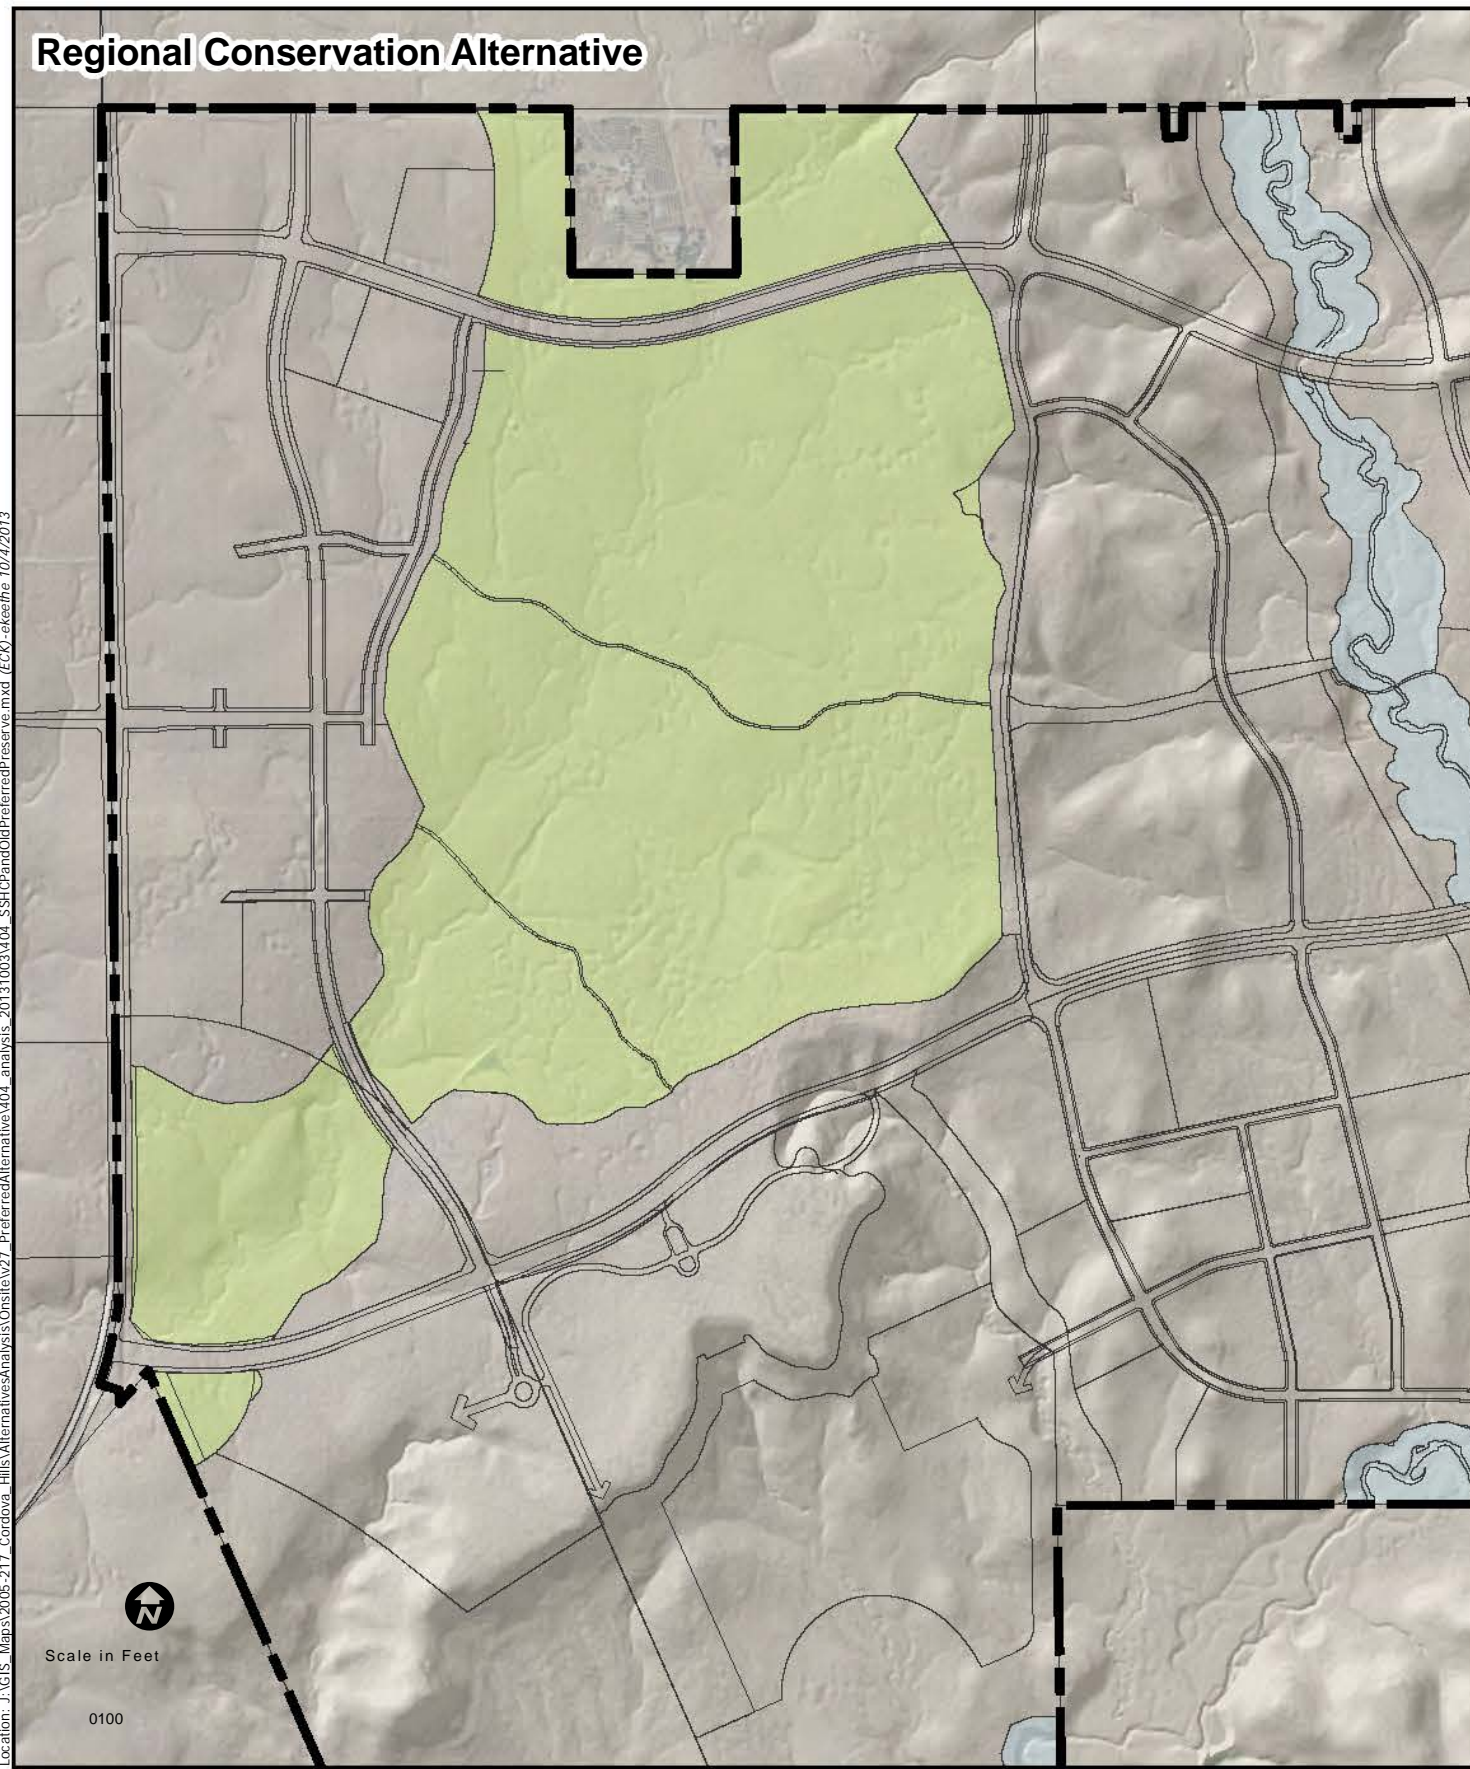 Regional Conservation Alternative
Location: J:\GIS_Maps\2005-217_Cordova_Hills\AlternativesAnalysis\Onsite\v27_PreferredAlternative\404_analysis_20131003\404_SSHCPandOldPreferredPreserve.mxd (ECK)-ekeethe 10/4/2013
N
Scale in Feet
0100